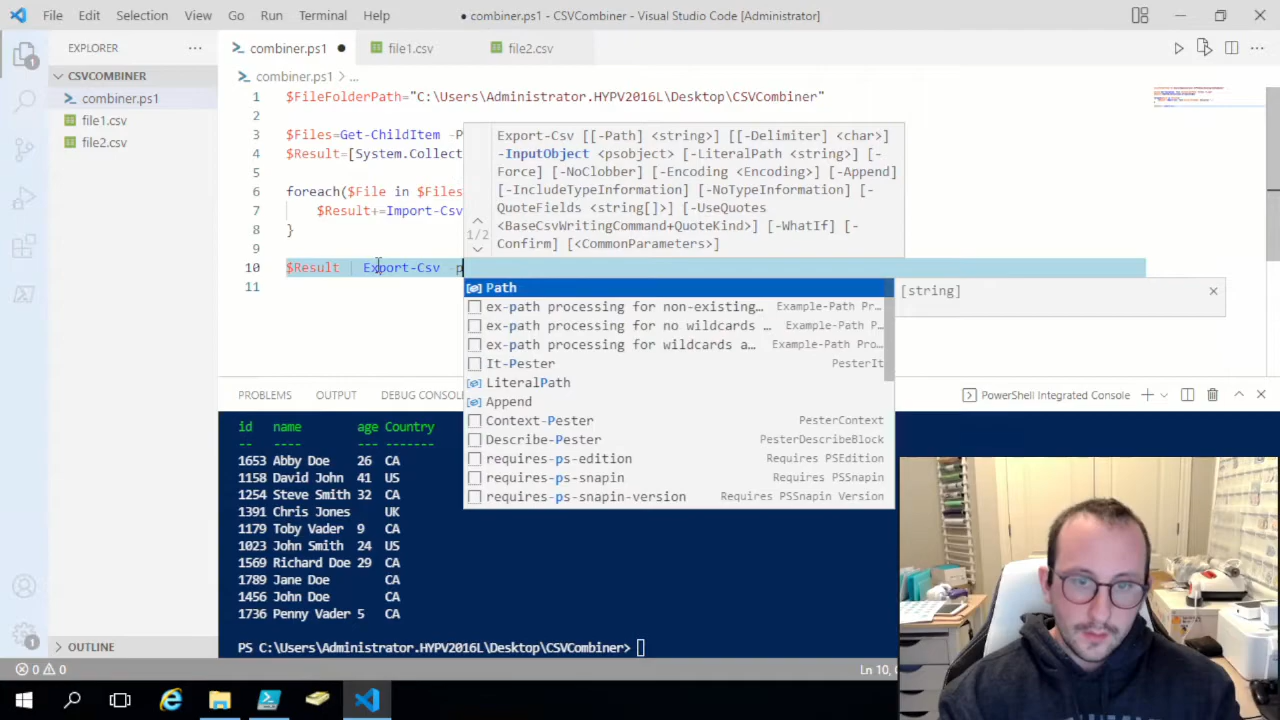 File Edit Selection View Go Run Terminal Help
● combiner.ps1 - CSVCombiner - Visual Studio Code [Administrator]
EXPLORER ···
combiner.ps1 ●
file1.csv
file2.csv
CSVCOMBINER
combiner.ps1
file1.csv
file2.csv
combiner.ps1 > ...
1 $FileFolderPath="C:\Users\Administrator.HYPV2016L\Desktop\CSVCombiner"
2
3 $Files=Get-ChildItem -P
4 $Result=[System.Collect
5
6 foreach($File in $Files
7 $Result+=Import-Csv
8 }
9
10 $Result | Export-Csv -p
11
Export-Csv [[-Path] <string>] [[-Delimiter] <char>]
-InputObject <psobject> [-LiteralPath <string>] [-
Force] [-NoClobber] [-Encoding <Encoding>] [-Append]
[-IncludeTypeInformation] [-NoTypeInformation] [-
QuoteFields <string[]>] [-UseQuotes
<BaseCsvWritingCommand+QuoteKind>] [-WhatIf] [-
Confirm] [<CommonParameters>]
1/2
Path
ex-path processing for non-existing… Example-Path Pr…
ex-path processing for no wildcards … Example-Path P…
ex-path processing for wildcards a… Example-Path Pro…
It-Pester PesterIt
LiteralPath
Append
Context-Pester PesterContext
Describe-Pester PesterDescribeBlock
requires-ps-edition Requires PSEdition
requires-ps-snapin Requires PSSnapin
requires-ps-snapin-version Requires PSSnapin Version
[string] ×
PROBLEMS OUTPUT DEBUG CONSOL
PowerShell Integrated Console
id name age Country
-- ---- --- -------
1653 Abby Doe 26 CA
1158 David John 41 US
1254 Steve Smith 32 CA
1391 Chris Jones UK
1179 Toby Vader 9 CA
1023 John Smith 24 US
1569 Richard Doe 29 CA
1789 Jane Doe CA
1456 John Doe CA
1736 Penny Vader 5 CA
PS C:\Users\Administrator.HYPV2016L\Desktop\CSVCombiner>
OUTLINE
0 0
Ln 10,
1
1